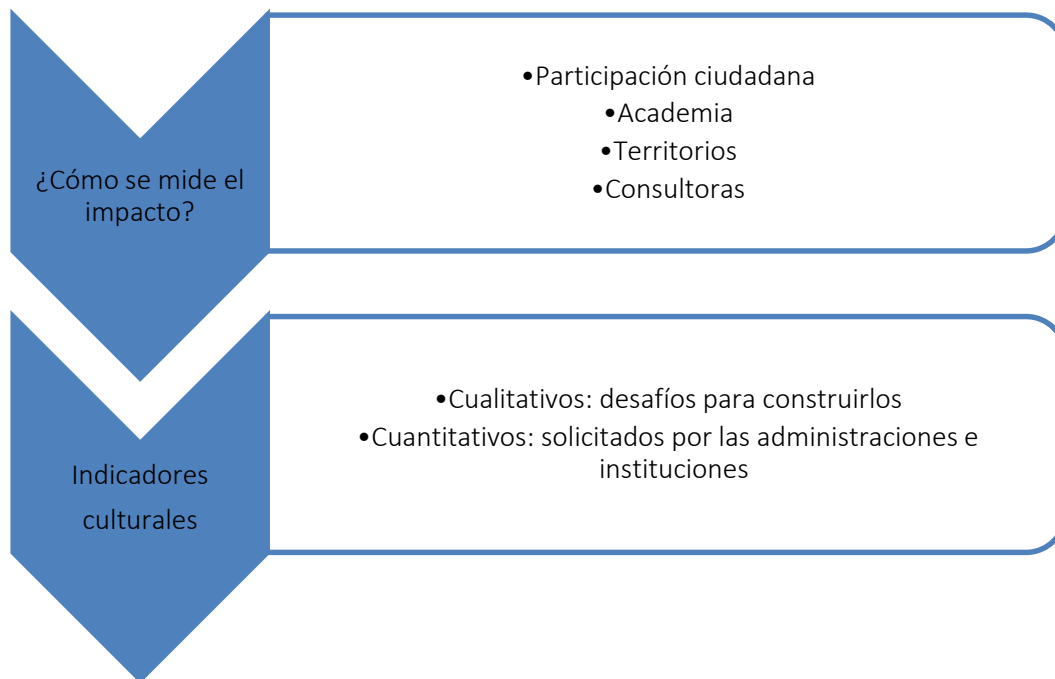 ¿Cómo se mide el
impacto?
•Participación ciudadana
•Academia
•Territorios
•Consultoras
Indicadores
culturales
•Cualitativos: desafíos para construirlos
•Cuantitativos: solicitados por las administraciones e
instituciones